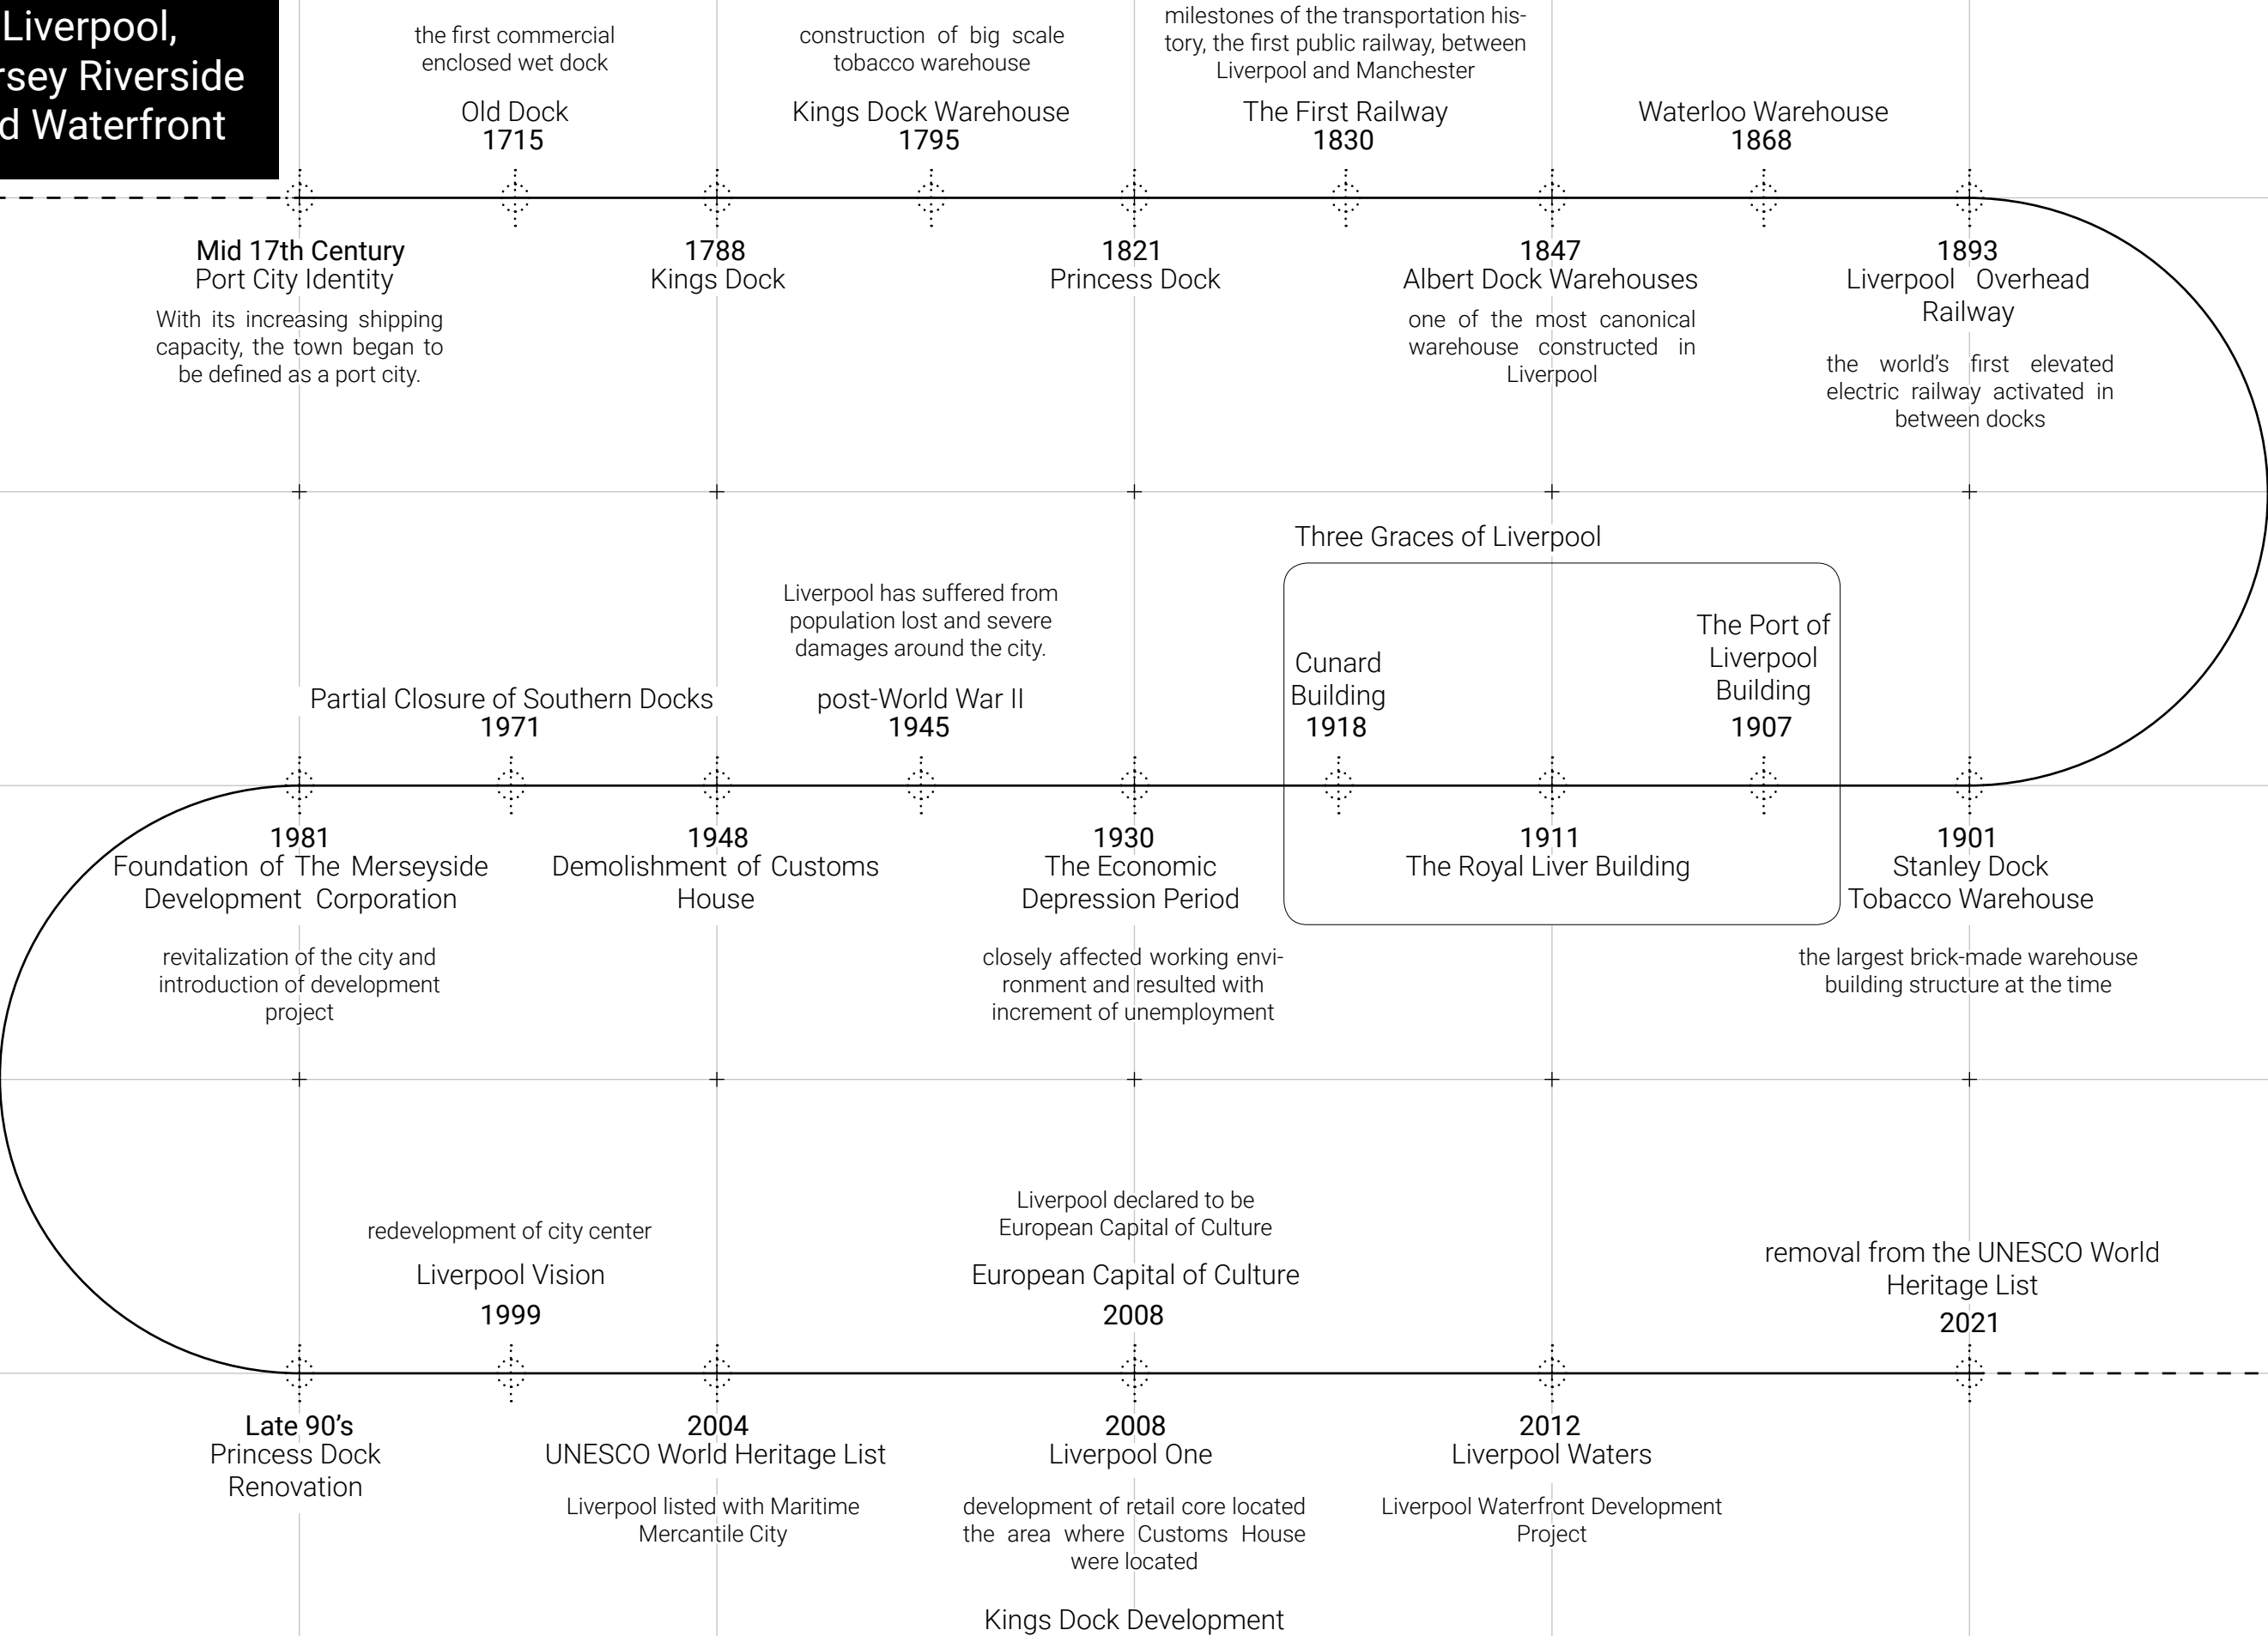 Liverpool,
rsey Riverside
d Waterfront
the first commercial
enclosed wet dock
Old Dock
1715
construction of big scale
tobacco warehouse
Kings Dock Warehouse
1795
milestones of the transportation his-
tory, the first public railway, between
Liverpool and Manchester
The First Railway
1830
Waterloo Warehouse
1868
Mid 17th Century
Port City Identity
With its increasing shipping
capacity, the town began to
be defined as a port city.
1788
Kings Dock
1821
Princess Dock
1847
Albert Dock Warehouses
one of the most canonical
warehouse constructed in
Liverpool
1893
Liverpool Overhead
Railway
the world's first elevated
electric railway activated in
between docks
Three Graces of Liverpool
Partial Closure of Southern Docks
1971
Liverpool has suffered from
population lost and severe
damages around the city.
post-World War II
1945
Cunard
Building
1918
The Port of
Liverpool
Building
1907
1981
Foundation of The Merseyside
Development Corporation
revitalization of the city and
introduction of development
project
1948
Demolishment of Customs
House
1930
The Economic
Depression Period
closely affected working envi-
ronment and resulted with
increment of unemployment
1911
The Royal Liver Building
1901
Stanley Dock
Tobacco Warehouse
the largest brick-made warehouse
building structure at the time
redevelopment of city center
Liverpool Vision
1999
Liverpool declared to be
European Capital of Culture
European Capital of Culture
2008
removal from the UNESCO World
Heritage List
2021
Late 90's
Princess Dock
Renovation
2004
UNESCO World Heritage List
Liverpool listed with Maritime
Mercantile City
2008
Liverpool One
development of retail core located
the area where Customs House
were located
Kings Dock Development
2012
Liverpool Waters
Liverpool Waterfront Development
Project